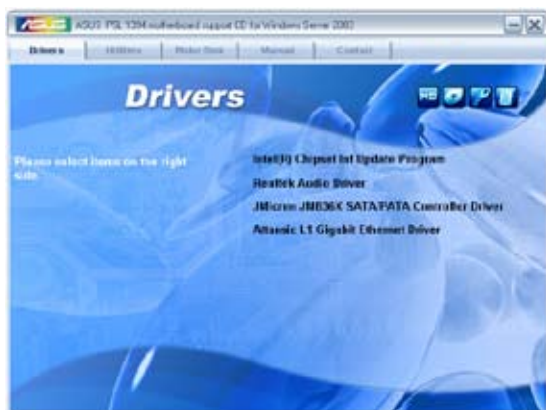 ASUS P5L 1394 motherboard support CD for Windows Server 2003
Drivers Utilities Make Disk Manual Contact
Drivers
Please select items on the right
side.
Intel(R) Chipset Inf Update Program
Realtek Audio Driver
JMicron JMB36X SATA/PATA Controller Driver
Attansic L1 Gigabit Ethernet Driver